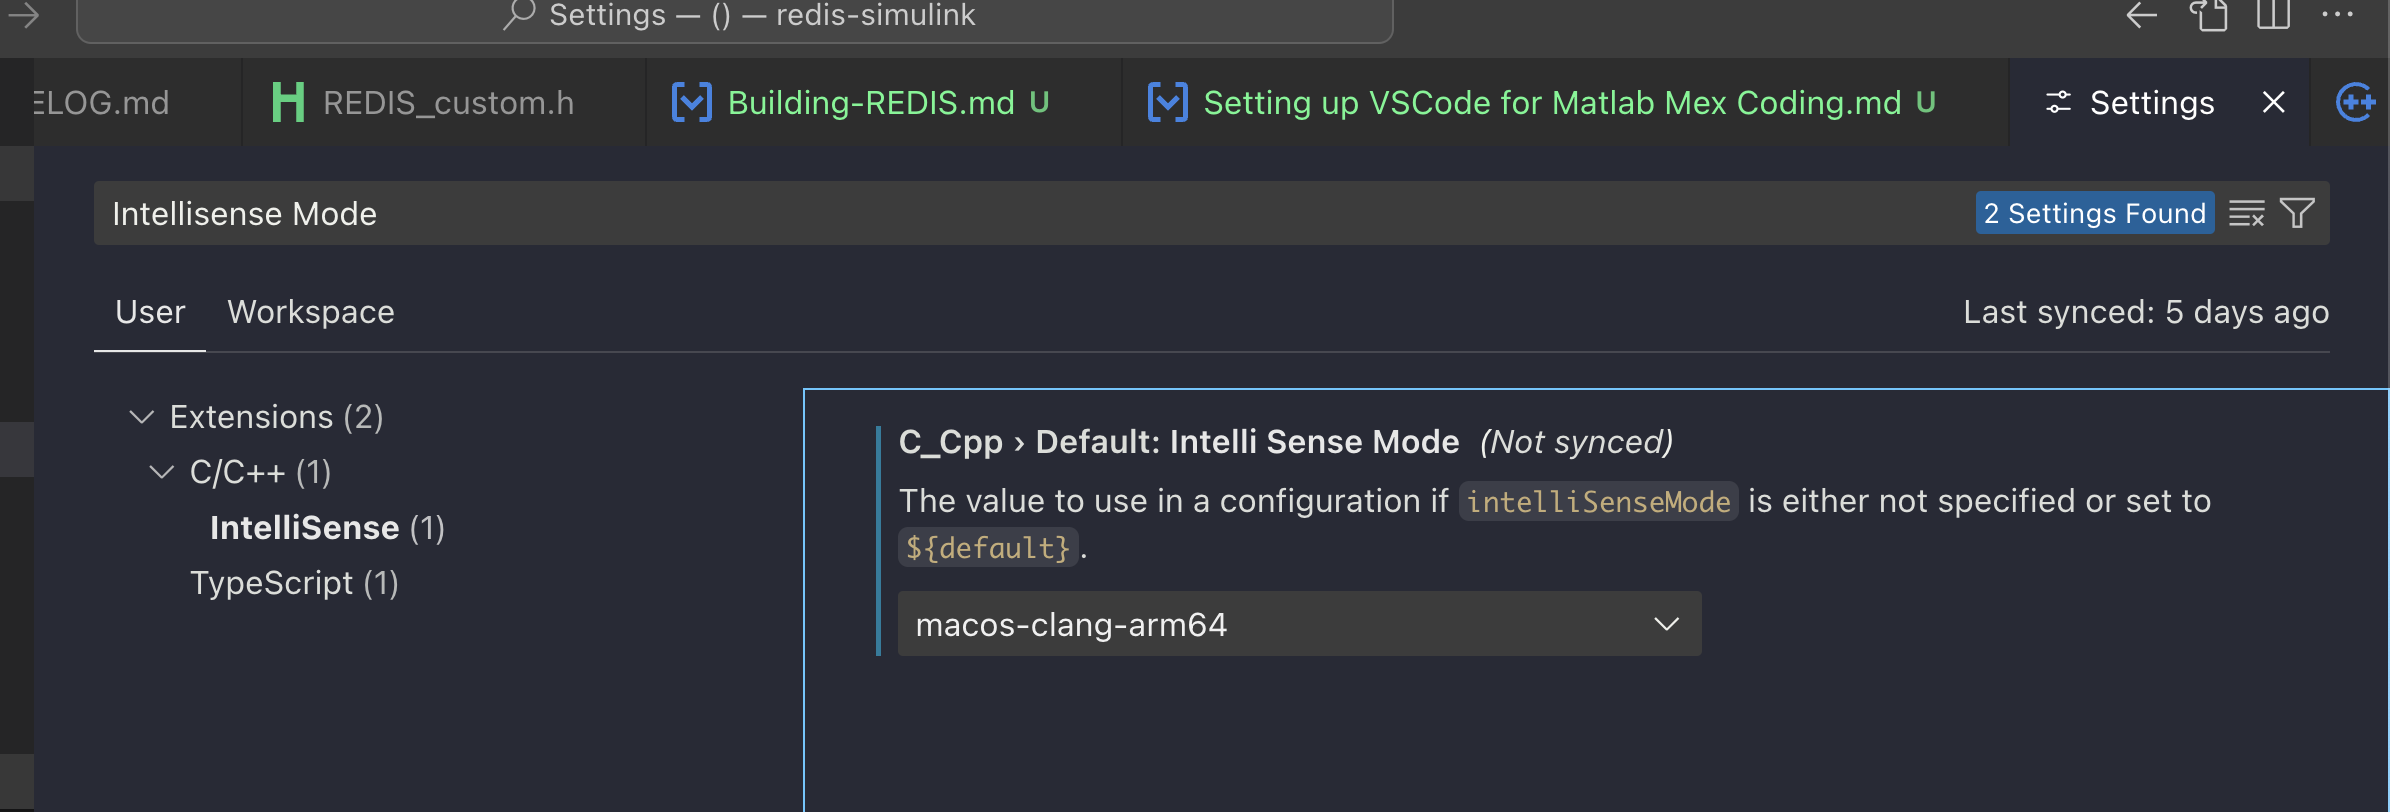 Settings — () — redis-simulink
ELOG.md
REDIS_custom.h
Building-REDIS.md U
Setting up VSCode for Matlab Mex Coding.md U
Settings
Intellisense Mode
2 Settings Found
User
Workspace
Last synced: 5 days ago
Extensions (2)
C/C++ (1)
IntelliSense (1)
TypeScript (1)
C_Cpp › Default: Intelli Sense Mode (Not synced)
The value to use in a configuration if intelliSenseMode is either not specified or set to
${default}.
macos-clang-arm64